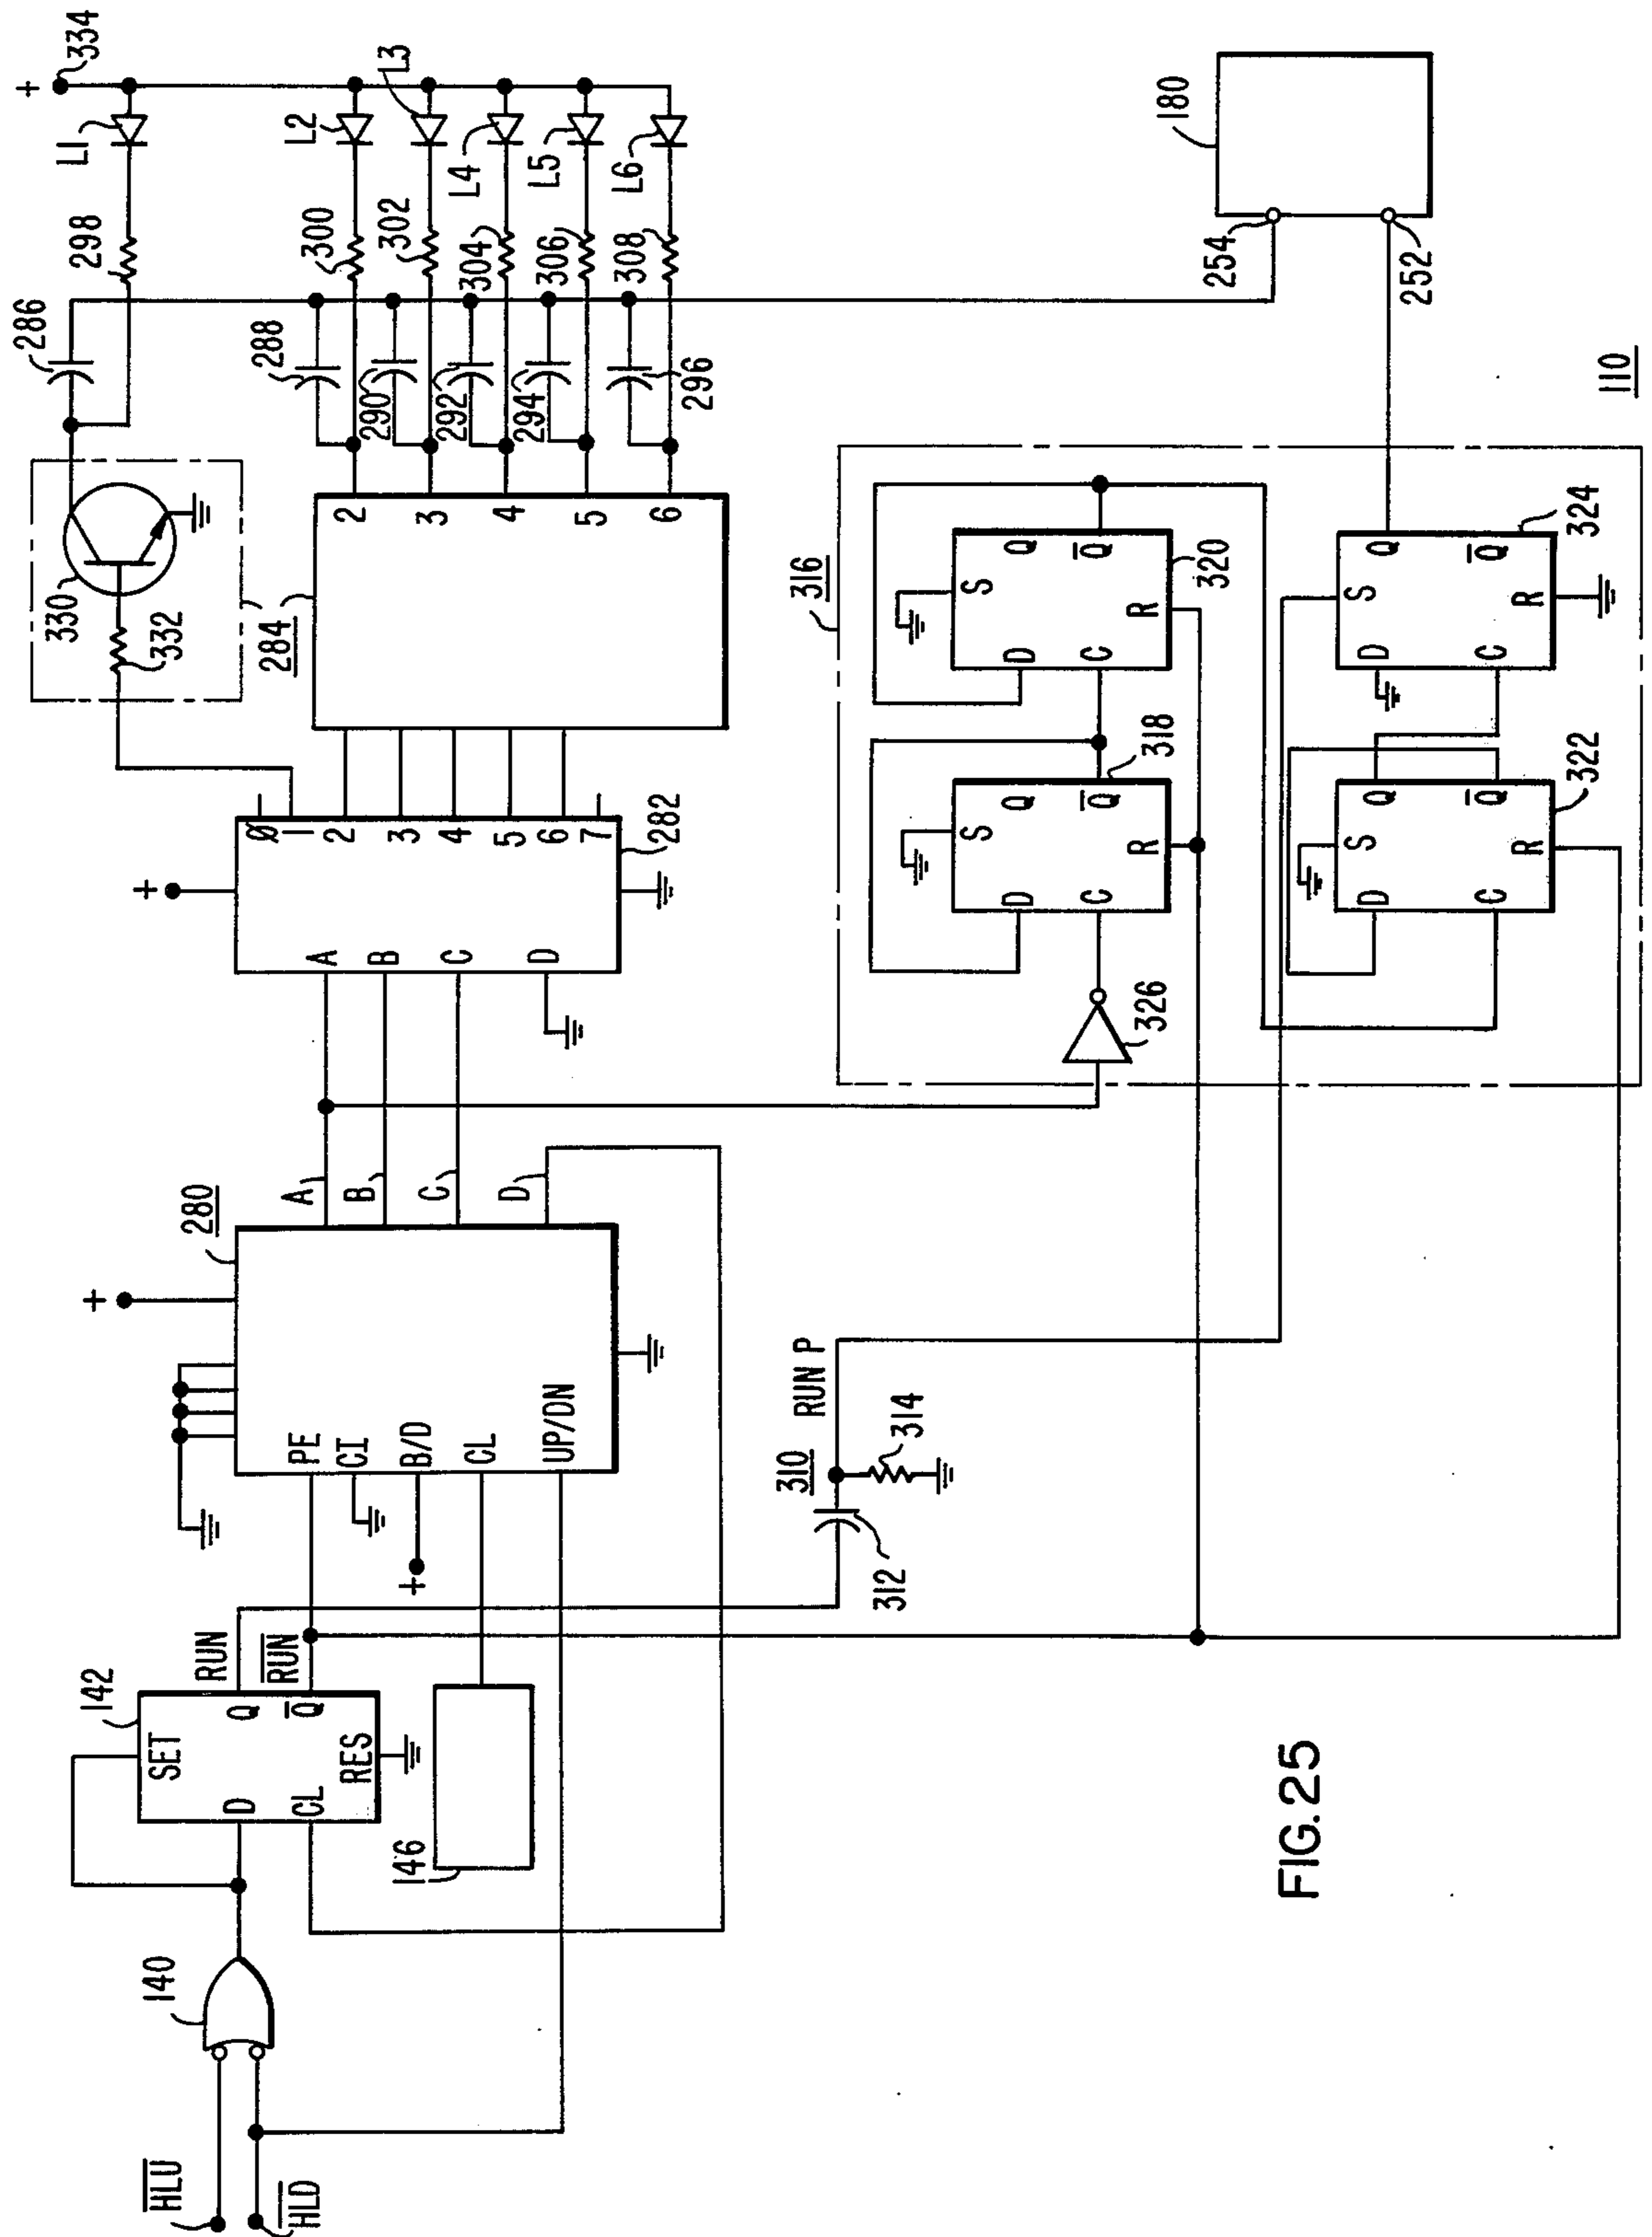 +
334
L1
298
286
330
332
284
L2
L3
L4
L5
L6
300
302
304
306
308
288
290
292
294
296
2
3
4
5
6
Ø
1
2
3
4
5
6
7
A
B
C
D
+
282
A
B
C
D
280
+
PE
CI
B/D
CL
UP/DN
+
142
SET
D
Q
RUN
Q̅
R̅U̅N̅
CL
RES
146
140
H̅L̅U̅
H̅L̅D̅
310
RUN P
312
314
316
326
D
S
Q
C
Q̅
R
318
D
S
Q
C
Q̅
R
320
D
S
Q
C
Q̅
R
322
D
S
Q
C
Q̅
R
324
180
254
252
110
FIG.25